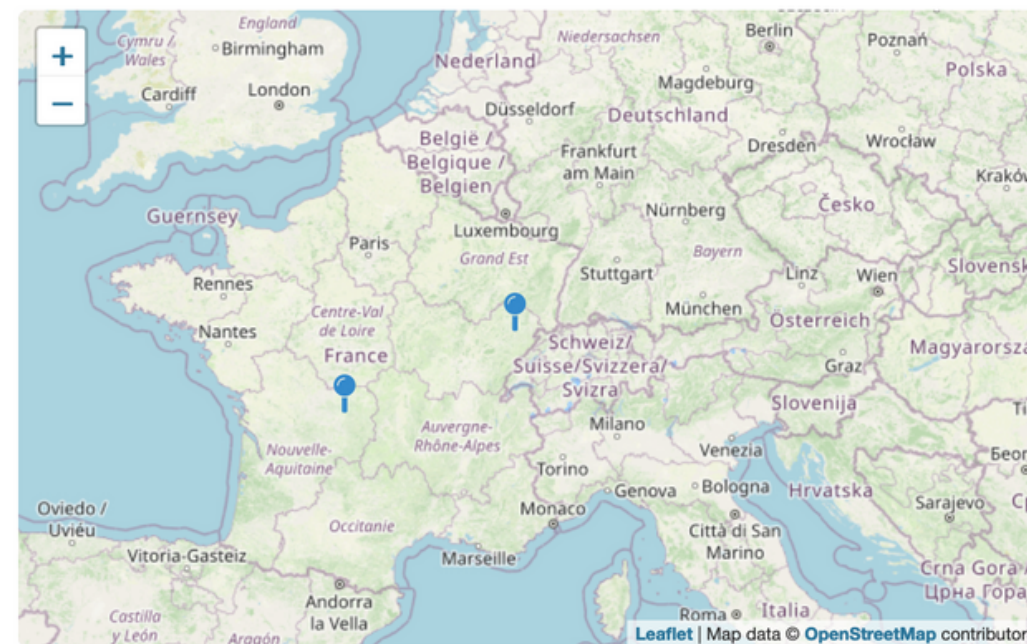 England
Cymru /
Wales
Birmingham
Cardiff
London
Niedersachsen
Berlin
Poznań
Nederland
Magdeburg
Polska
Düsseldorf
Deutschland
België /
Belgique /
Belgien
Frankfurt
am Main
Dresden
Wrocław
Guernsey
Luxembourg
Nürnberg
Česko
Paris
Grand Est
Bayern
Rennes
Stuttgart
Linz
Wien
München
Nantes
Centre-Val
de Loire
France
Österreich
Schweiz/
Suisse/Svizzera/
Svizra
Graz
Slovenija
Auvergne-
Rhône-Alpes
Milano
Nouvelle-
Aquitaine
Venezia
Torino
Genova
Bologna
Hrvatska
Sarajevo
Oviedo /
Uviéu
Occitanie
Monaco
Città di San
Marino
Vitoria-Gasteiz
Marseille
Crna Gora /
Црна Гора
Andorra
la Vella
Castilla
y León
Roma
Italia
+
−
Leaflet | Map data © OpenStreetMap contributor